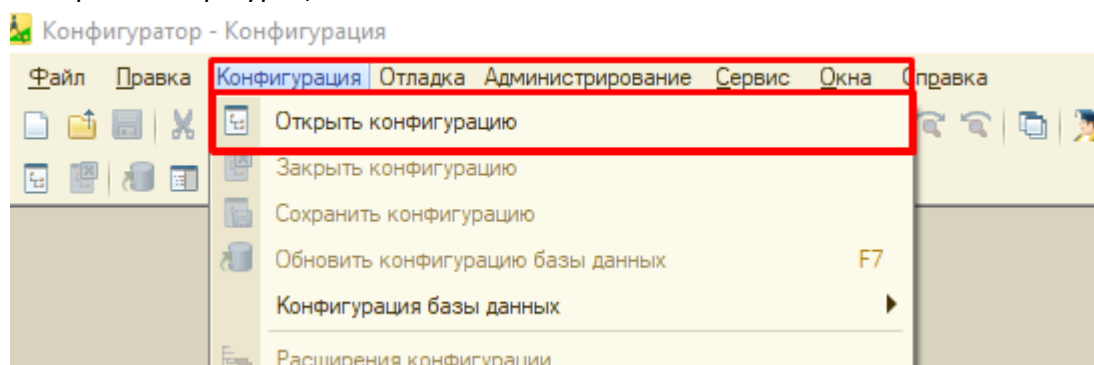 Конфигуратор - Конфигурация
Файл Правка Конфигурация Отладка Администрирование Сервис Окна Справка
Открыть конфигурацию
Закрыть конфигурацию
Сохранить конфигурацию
Обновить конфигурацию базы данных F7
Конфигурация базы данных
Расширения конфигурации